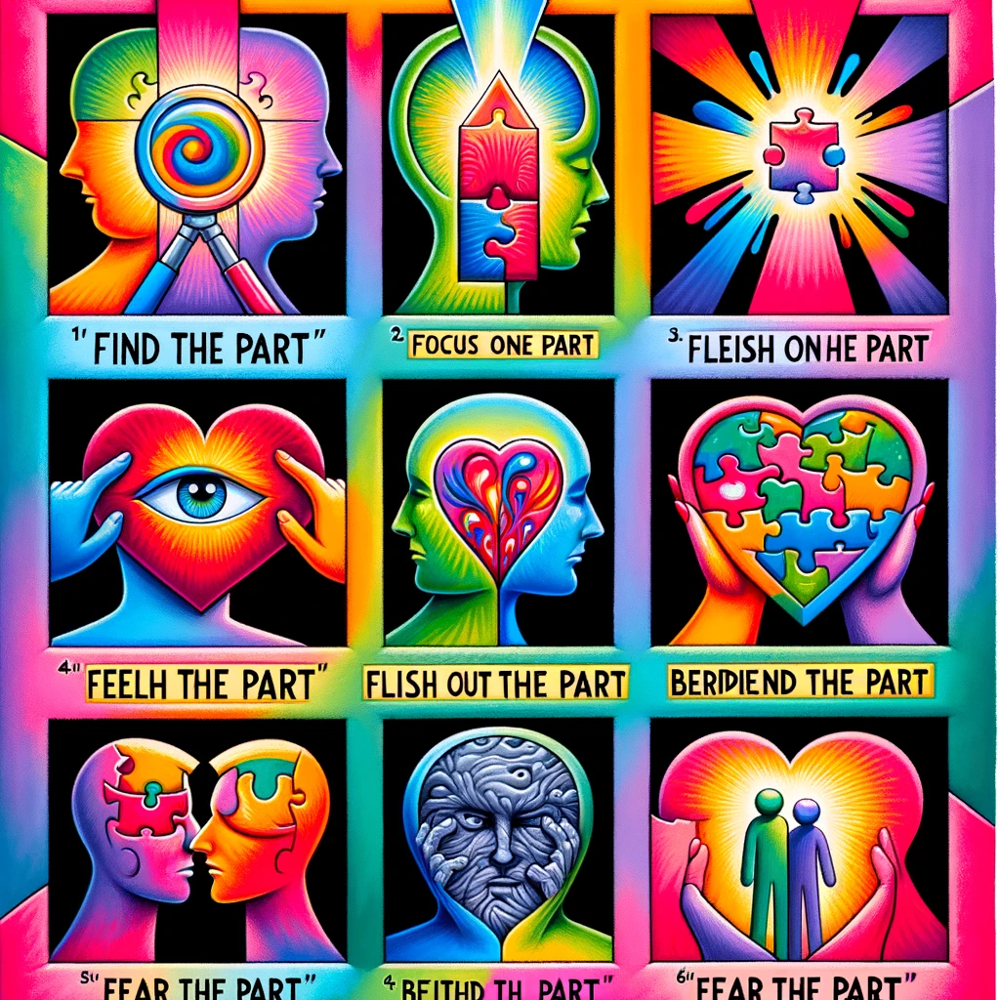 1" FIND THE PART"
2 FOCUS ONE PART
3. FLEISH ONHE PART
4" FEELH THE PART"
FLISH OUT THE PART
BERPIEND THE PART
5" FEAR THE PART"
4 BEITHD TH PART"
6" FEAR THE PART"